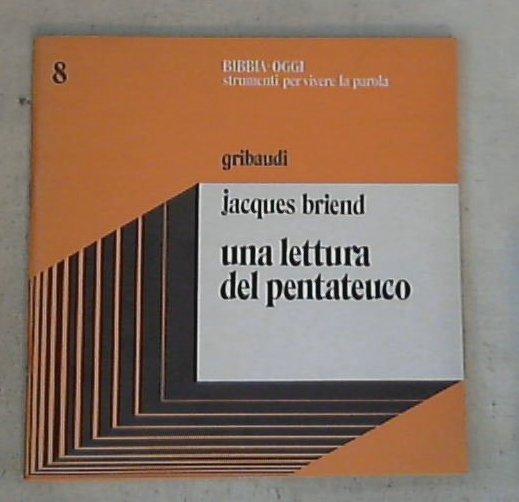 8
BIBBIA-OGGI
strumenti per vivere la parola
gribaudi
jacques briend
una lettura
del pentateuco